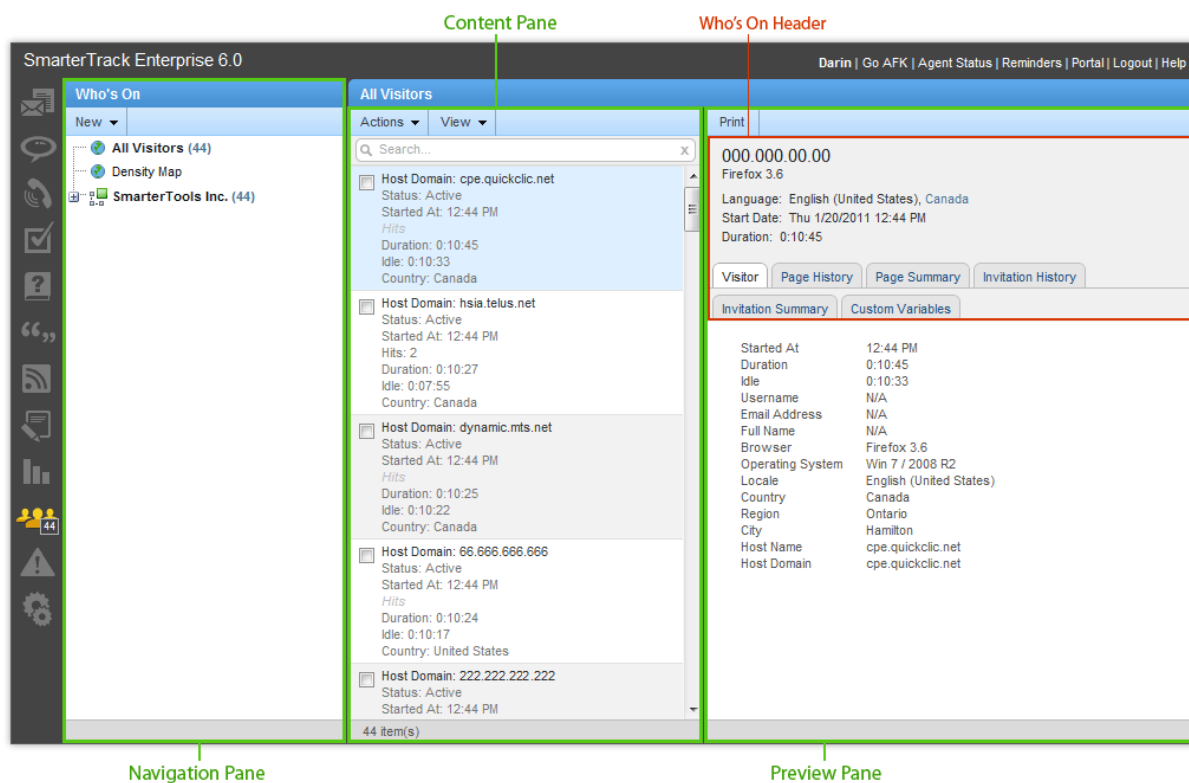 Content Pane
Who's On Header
SmarterTrack Enterprise 6.0
Darin | Go AFK | Agent Status | Reminders | Portal | Logout | Help
Who's On
New
All Visitors (44)
Density Map
SmarterTools Inc. (44)
44
All Visitors
Actions
View
Search...
x
Host Domain: cpe.quickclic.net
Status: Active
Started At: 12:44 PM
Hits
Duration: 0:10:45
Idle: 0:10:33
Country: Canada
Host Domain: hsia.telus.net
Status: Active
Started At: 12:44 PM
Hits: 2
Duration: 0:10:27
Idle: 0:07:55
Country: Canada
Host Domain: dynamic.mts.net
Status: Active
Started At: 12:44 PM
Hits
Duration: 0:10:25
Idle: 0:10:22
Country: Canada
Host Domain: 66.666.666.666
Status: Active
Started At: 12:44 PM
Hits
Duration: 0:10:24
Idle: 0:10:17
Country: United States
Host Domain: 222.222.222.222
Status: Active
Started At: 12:44 PM
44 item(s)
Print
000.000.00.00
Firefox 3.6
Language: English (United States), Canada
Start Date: Thu 1/20/2011 12:44 PM
Duration: 0:10:45
Visitor Page History Page Summary Invitation History
Invitation Summary Custom Variables
Started At 12:44 PM
Duration 0:10:45
Idle 0:10:33
Username N/A
Email Address N/A
Full Name N/A
Browser Firefox 3.6
Operating System Win 7 / 2008 R2
Locale English (United States)
Country Canada
Region Ontario
City Hamilton
Host Name cpe.quickclic.net
Host Domain cpe.quickclic.net
Navigation Pane
Preview Pane